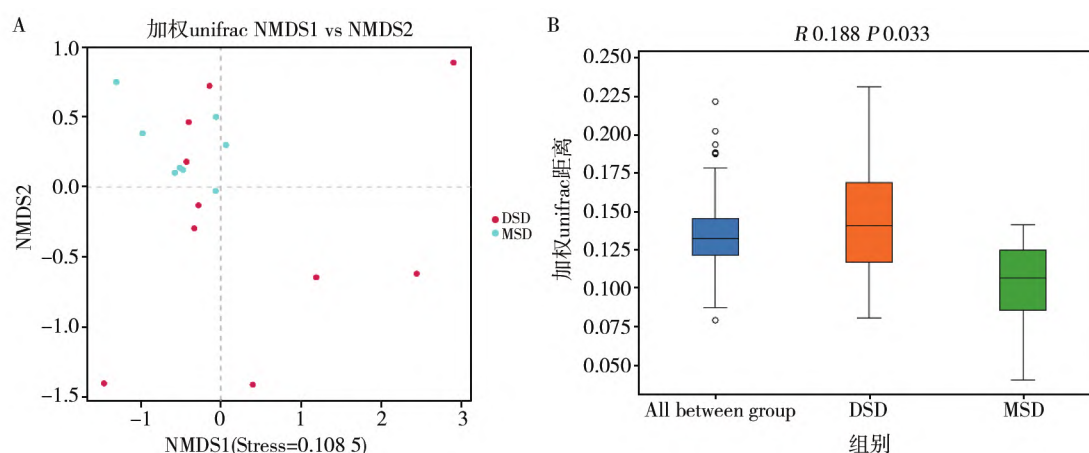 A
加权unifrac NMDS1 vs NMDS2
1.0
0.5
0.0
-0.5
-1.0
-1.5
NMDS2
-1
0
1
2
3
NMDS1(Stress=0.108 5)
DSD
MSD
B
R 0.188 P 0.033
0.250
0.225
0.200
0.175
0.150
0.125
0.100
0.075
0.050
加权unifrac距离
All between group
DSD
MSD
组别